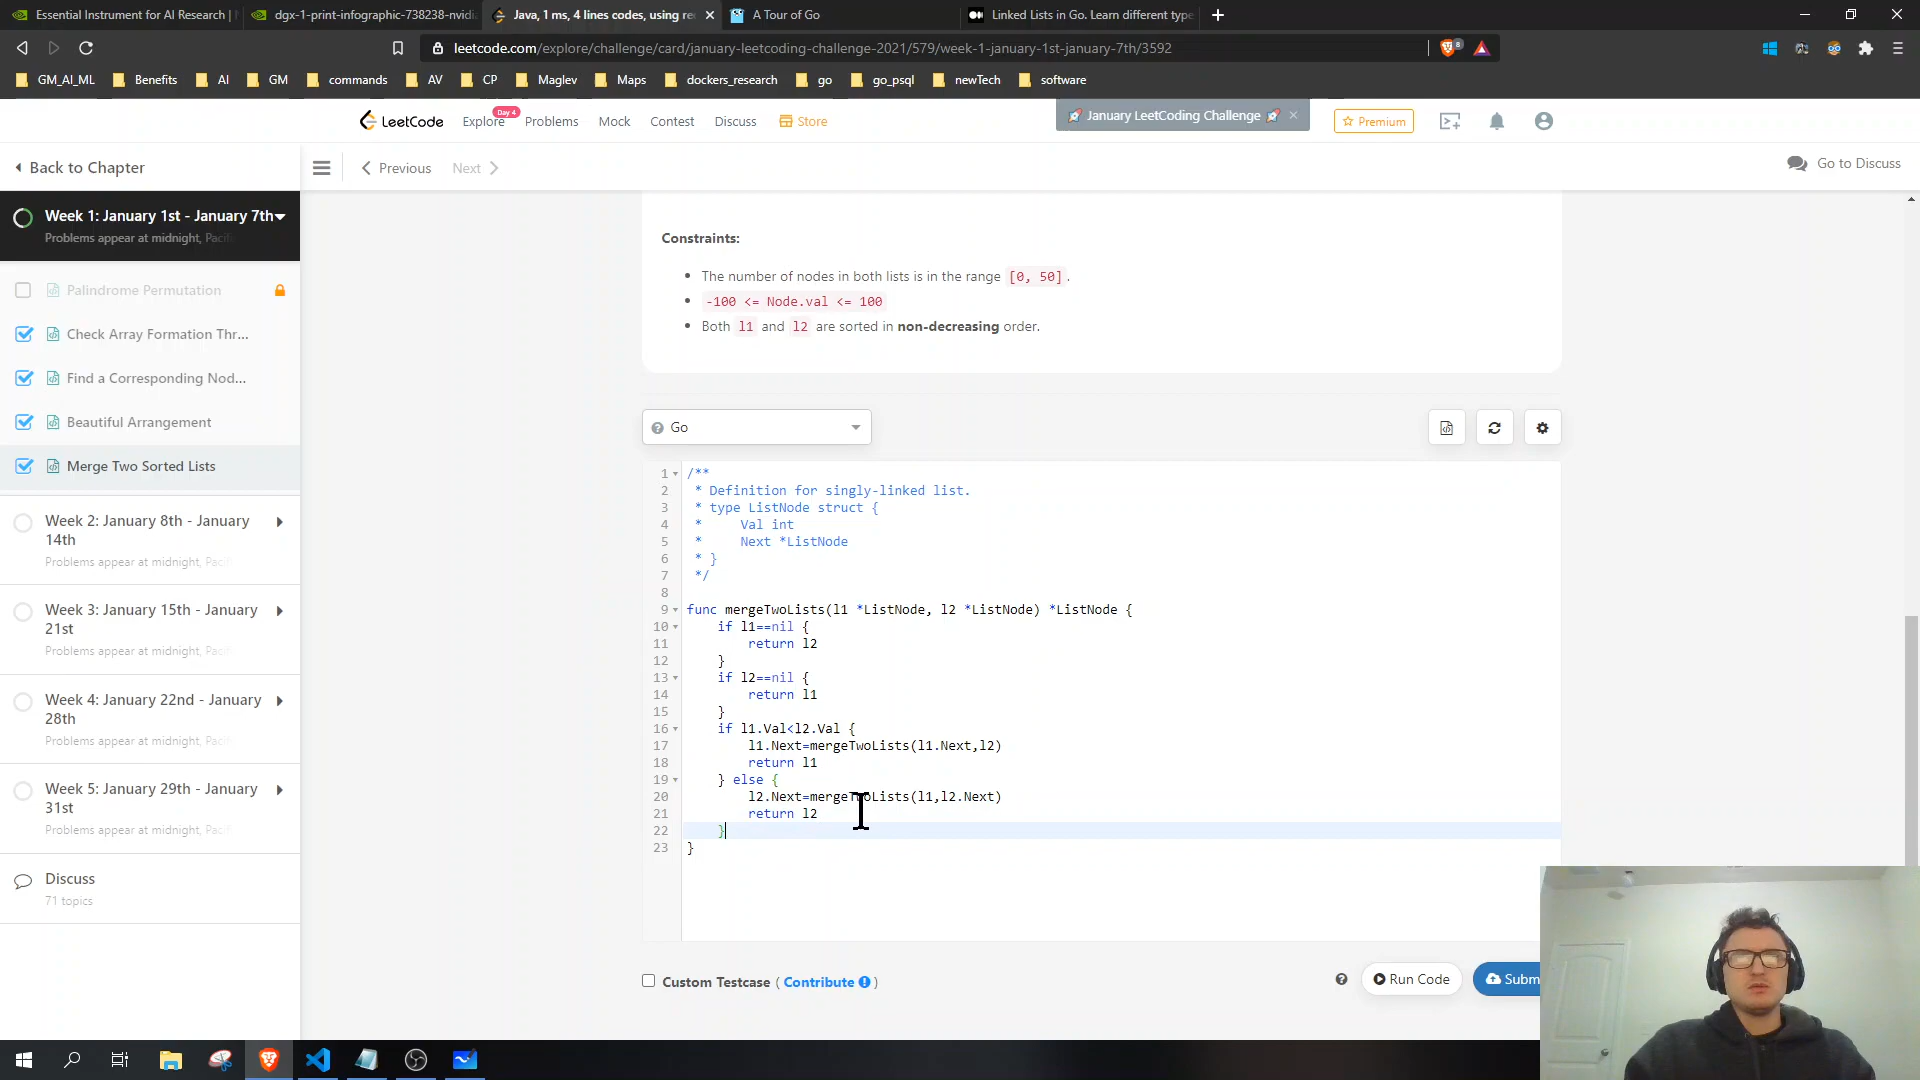 Essential Instrument for AI Research |
dgx-1-print-infographic-738238-nvidi
Java, 1 ms, 4 lines codes, using re
A Tour of Go
Linked Lists in Go. Learn different type
leetcode.com/explore/challenge/card/january-leetcoding-challenge-2021/579/week-1-january-1st-january-7th/3592
8
GM_AI_ML
Benefits
AI
GM
commands
AV
CP
Maglev
Maps
dockers_research
go
go_psql
newTech
software
LeetCode
Explore
Day 4
Problems
Mock
Contest
Discuss
Store
January LeetCoding Challenge
Premium
Back to Chapter
Previous
Next
Go to Discuss
Week 1: January 1st - January 7th
Problems appear at midnight, Pacif
Palindrome Permutation
Check Array Formation Thr...
Find a Corresponding Nod...
Beautiful Arrangement
Merge Two Sorted Lists
Week 2: January 8th - January
14th
Problems appear at midnight, Pacific
Week 3: January 15th - January
21st
Problems appear at midnight, Pacific
Week 4: January 22nd - January
28th
Problems appear at midnight, Pacific
Week 5: January 29th - January
31st
Problems appear at midnight, Pacific
Discuss
71 topics
Constraints:
The number of nodes in both lists is in the range [0, 50].
-100 <= Node.val <= 100
Both l1 and l2 are sorted in non-decreasing order.
Go
1 /**
2 * Definition for singly-linked list.
3 * type ListNode struct {
4 * Val int
5 * Next *ListNode
6 * }
7 */
8
9 func mergeTwoLists(l1 *ListNode, l2 *ListNode) *ListNode {
10 if l1==nil {
11 return l2
12 }
13 if l2==nil {
14 return l1
15 }
16 if l1.Val<l2.Val {
17 l1.Next=mergeTwoLists(l1.Next,l2)
18 return l1
19 } else {
20 l2.Next=mergeTwoLists(l1,l2.Next)
21 return l2
22 }
23 }
Custom Testcase ( Contribute )
Run Code
Subm